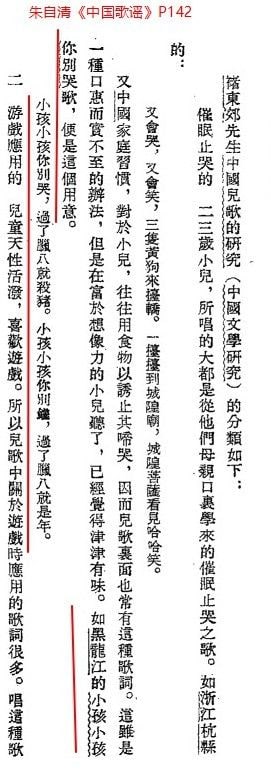 朱自清《中国歌谣》P142
褚東郊先生中國兒歌的研究（中國文學研究）的分類如下：
催眠止哭的　二三歲小兒，所唱的大都是從他們母親口裏學來的催眠止哭之歌。如浙江杭縣
的：
又會哭，又會笑，三隻黃狗來擡轎。一擡擡到城隍廟，城隍菩薩看見哈哈笑。
又中國家庭習慣，對於小兒，往往用食物以誘止其啼哭，因而兒歌裏面也常有這種歌詞。這雖是
一種口惠而實不至的辦法，但是在富於想像力的小兒聽了，已經覺得津津有味。如黑龍江的小孩小孩
你別哭歌，便是這個用意。
小孩小孩你別哭，過了臘八就殺豬。小孩小孩你別饞，過了臘八就是年。
二　游戲應用的　兒童天性活潑，喜歡遊戲。所以兒歌中關於遊戲時應用的歌詞很多。唱這種歌